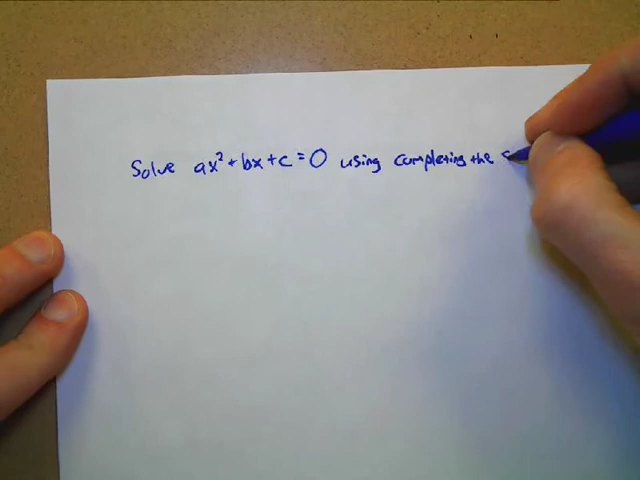 Solve ax² + bx + c = 0 using completing the s